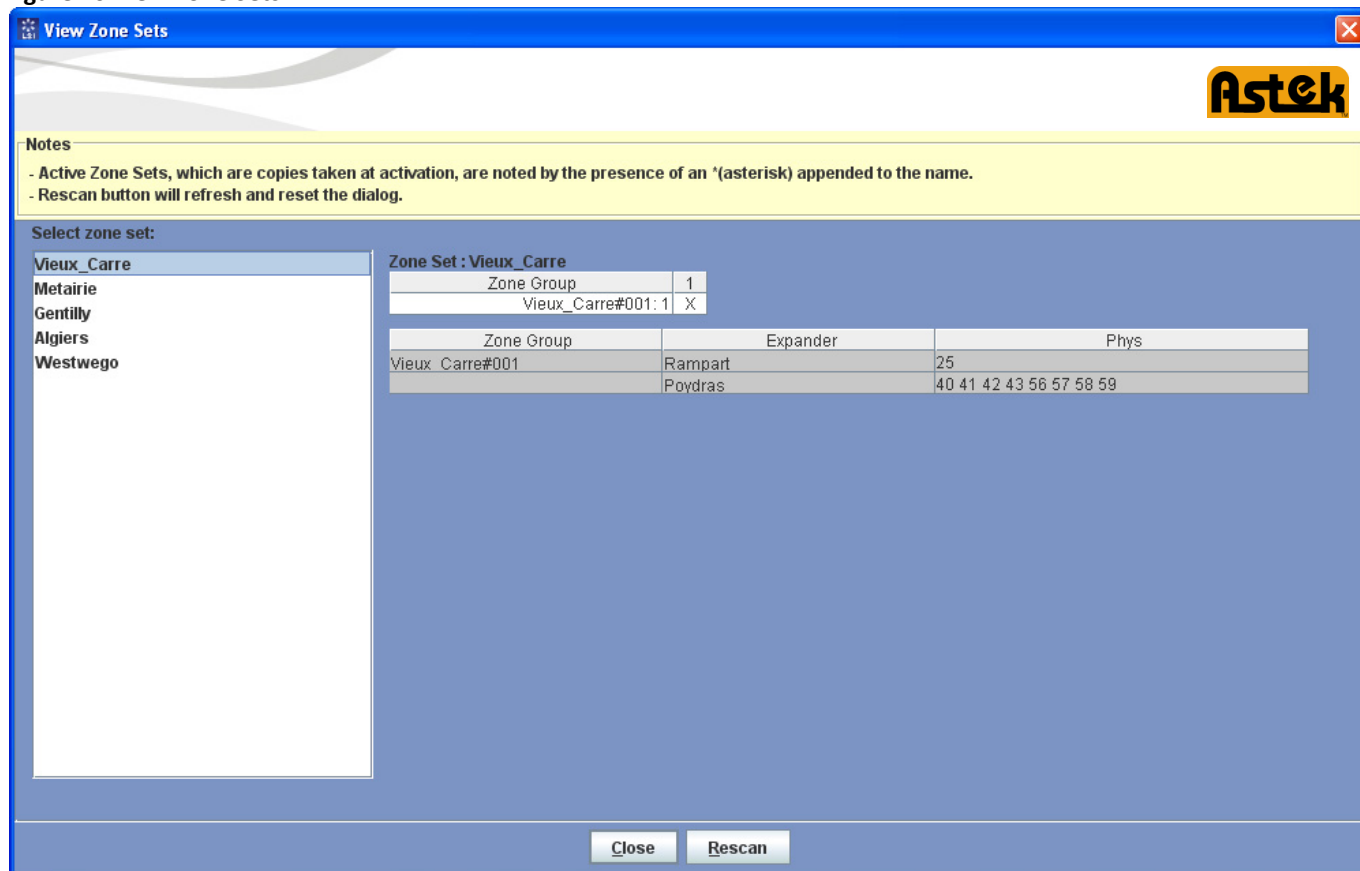 View Zone Sets
Astek
Notes
- Active Zone Sets, which are copies taken at activation, are noted by the presence of an *(asterisk) appended to the name.
- Rescan button will refresh and reset the dialog.
Select zone set:
Vieux_Carre
Metairie
Gentilly
Algiers
Westwego
Zone Set : Vieux_Carre
Zone Group 1
Vieux_Carre#001: 1 X
Zone Group Expander Phys
Vieux_Carre#001 Rampart 25
Poydras 40 41 42 43 56 57 58 59
Close Rescan